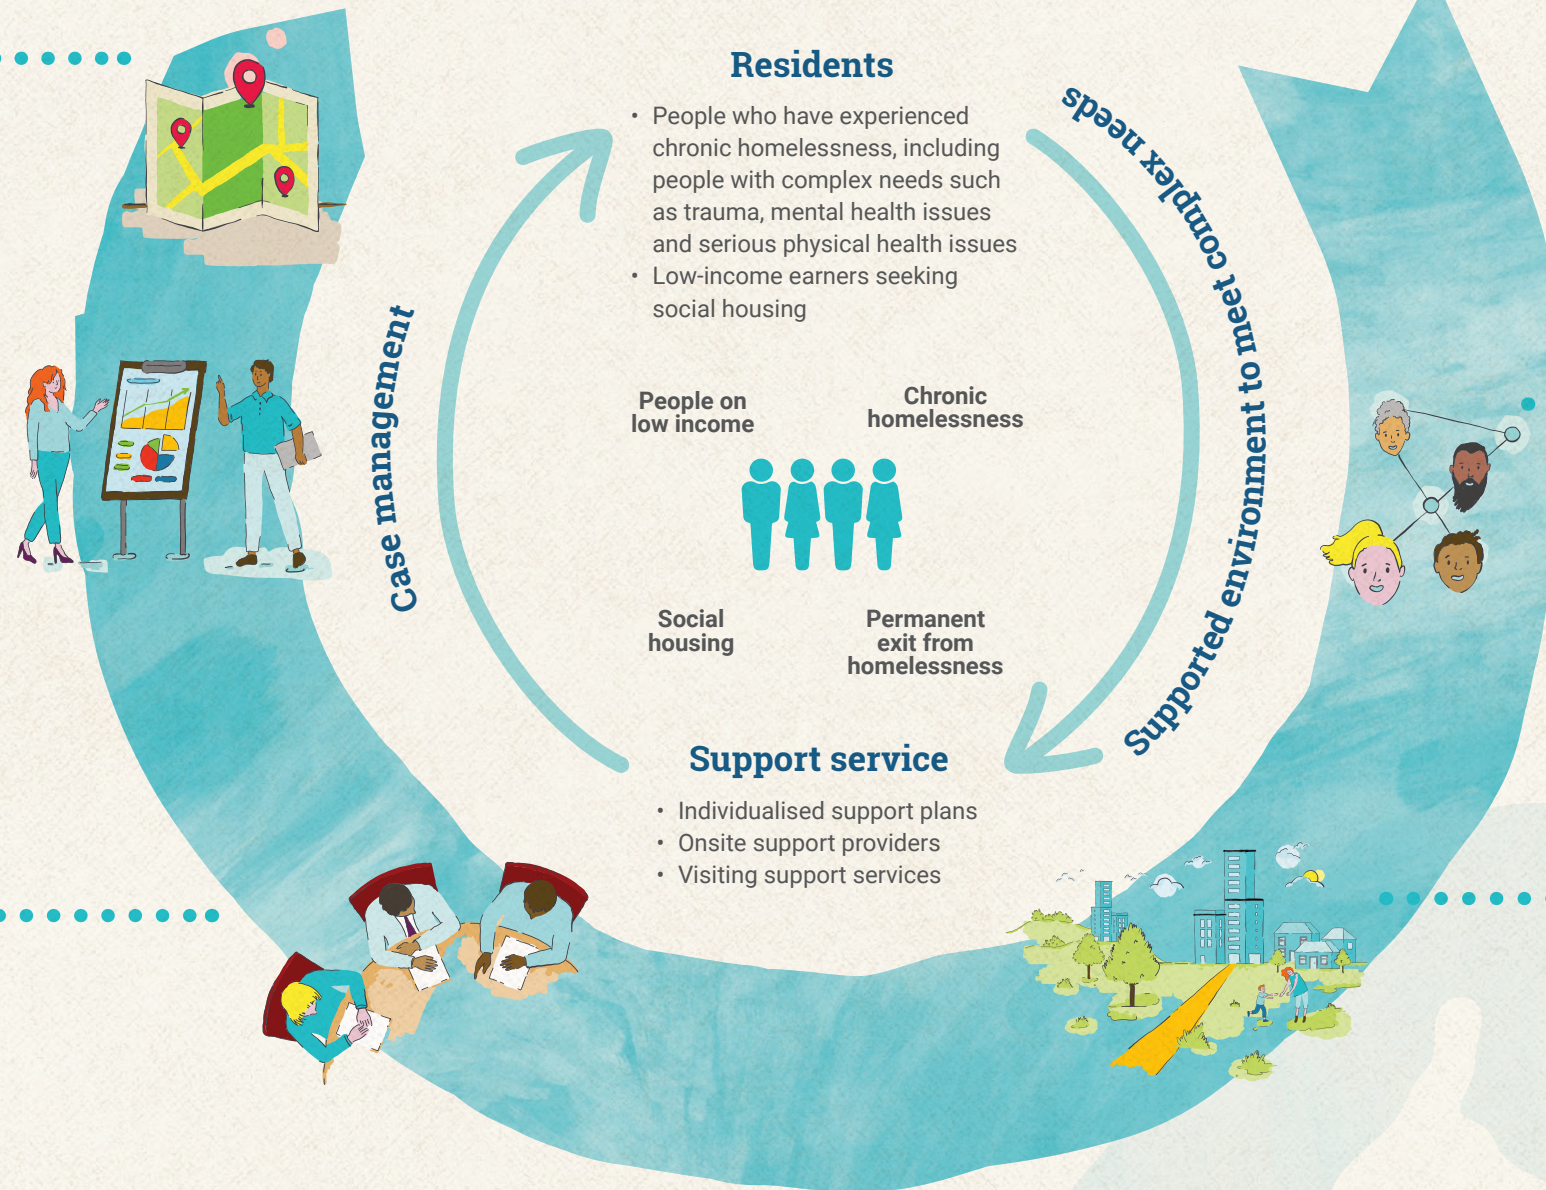 Residents
• People who have experienced
chronic homelessness, including
people with complex needs such
as trauma, mental health issues
and serious physical health issues
• Low-income earners seeking
social housing
Case management
Supported environment to meet complex needs
People on
low income
Chronic
homelessness
Social
housing
Permanent
exit from
homelessness
Support service
• Individualised support plans
• Onsite support providers
• Visiting support services